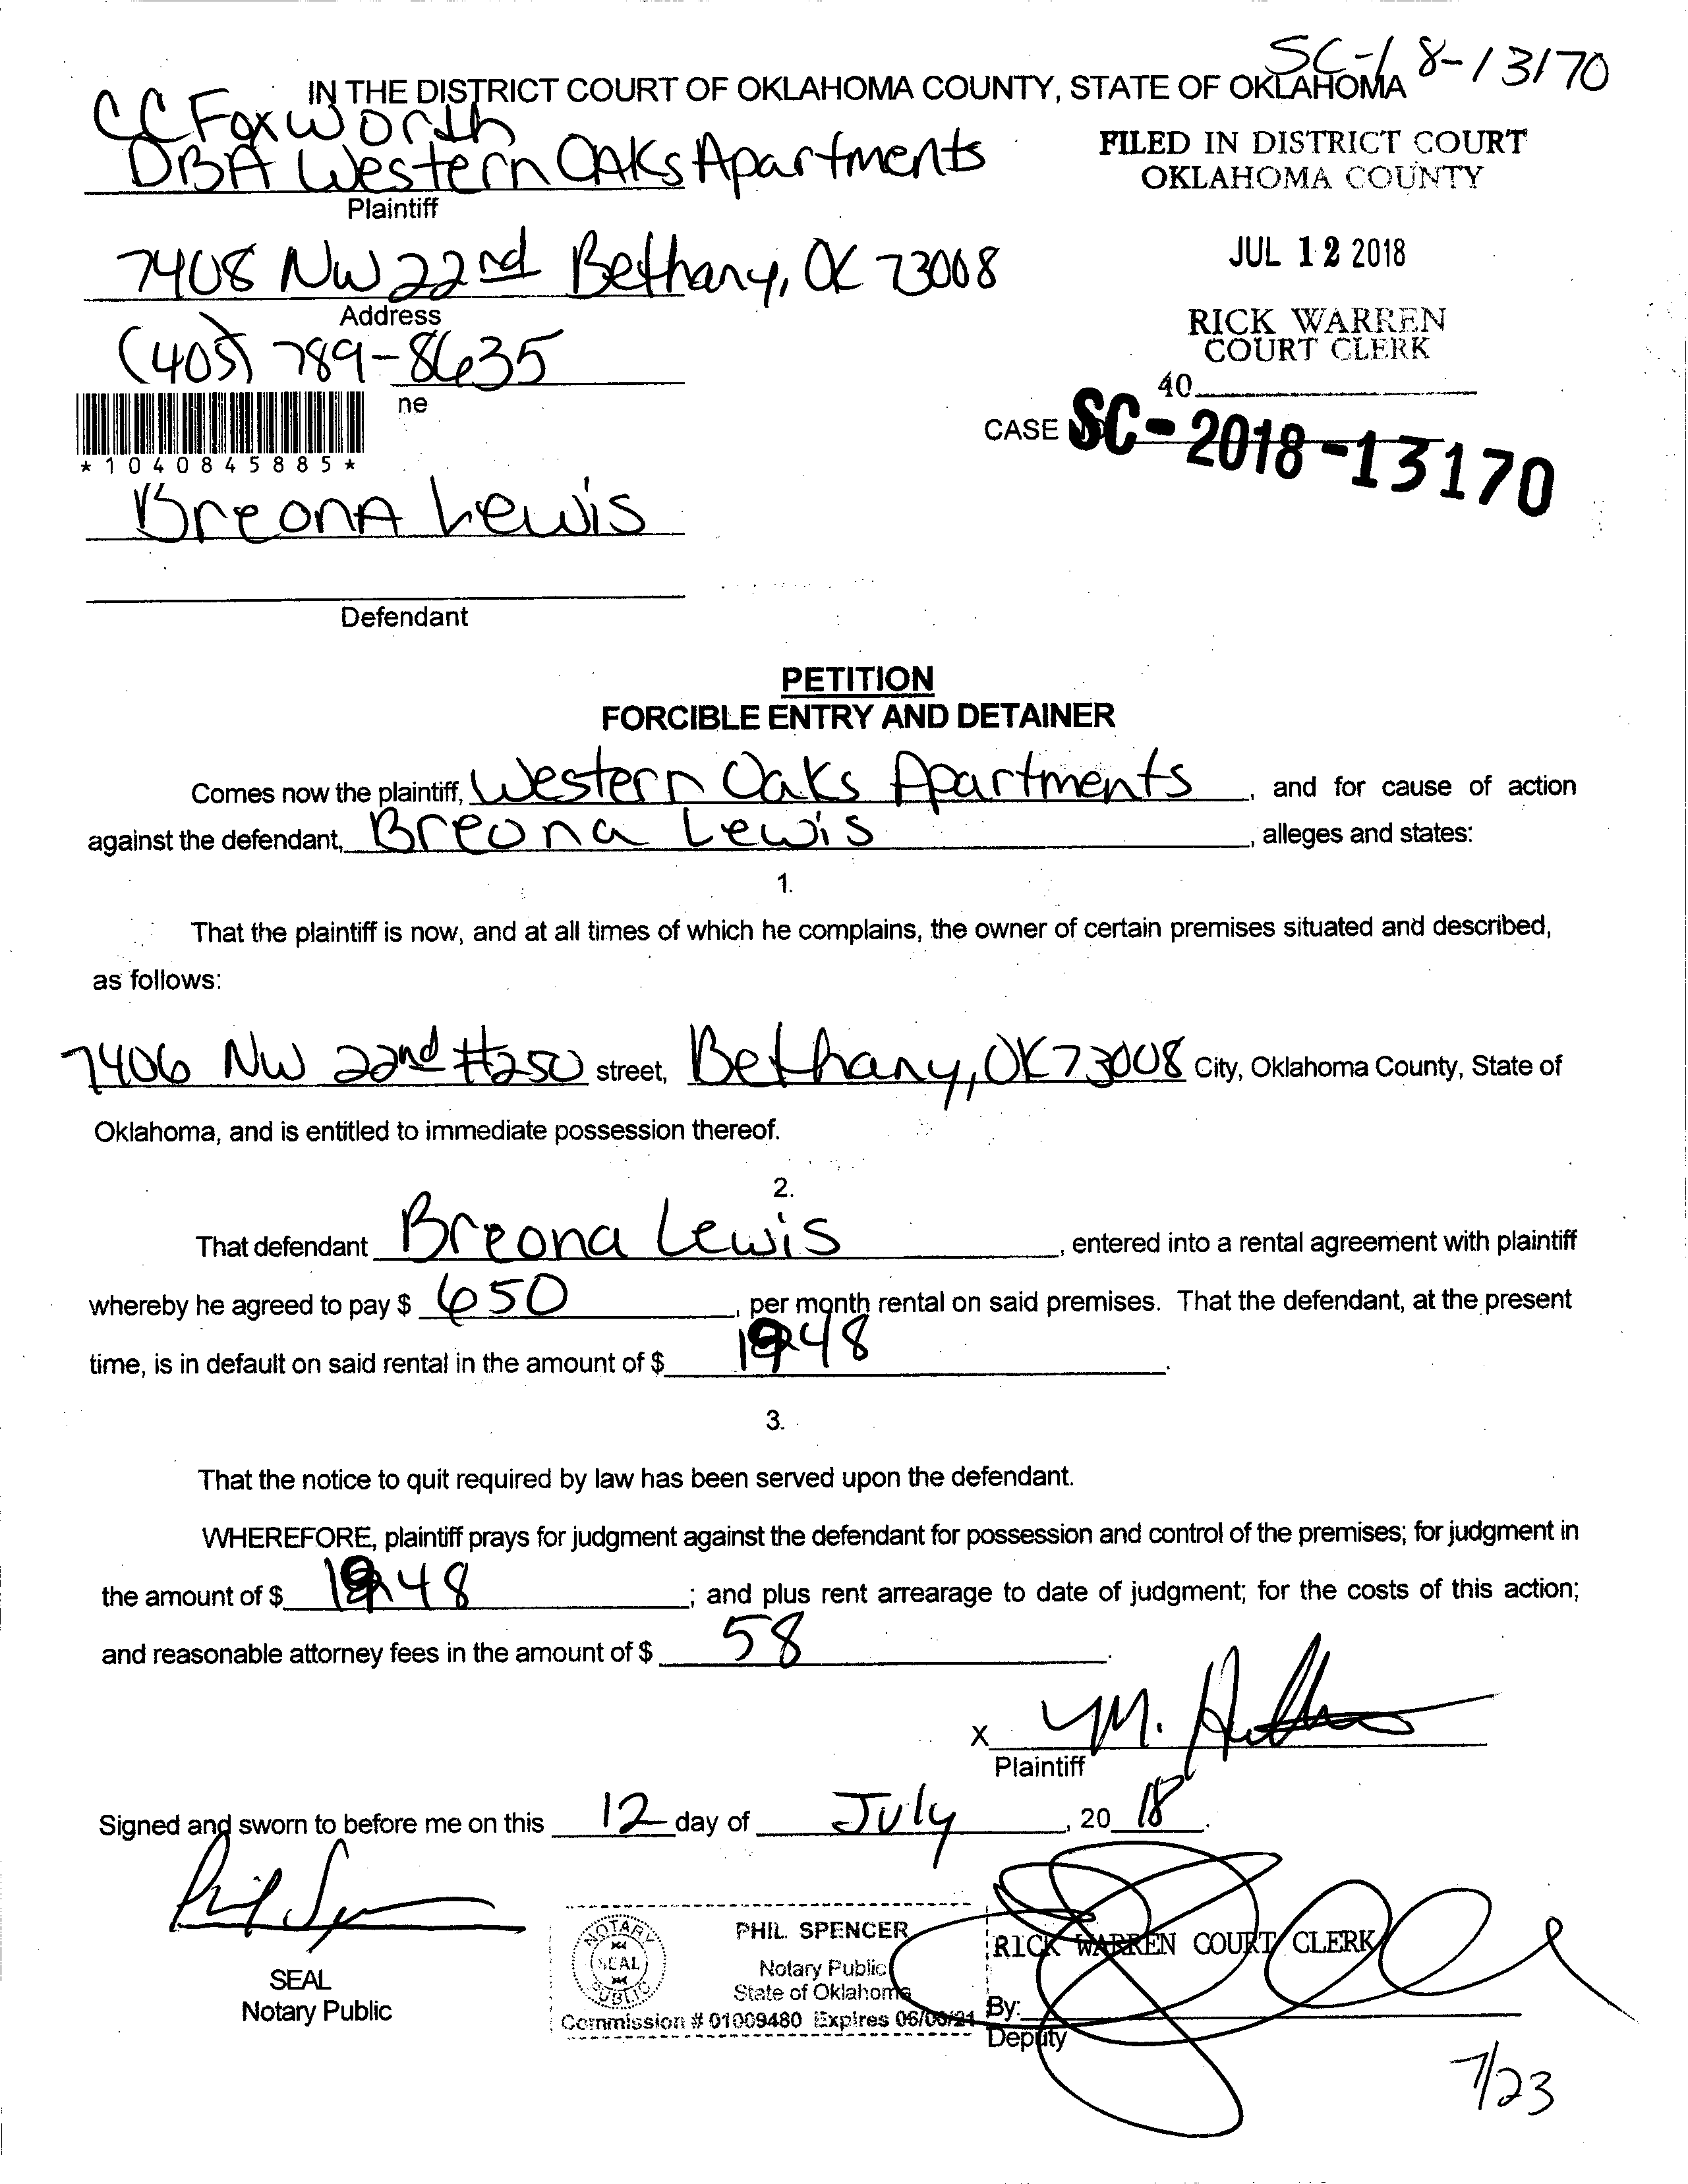 SC-18-13170
IN THE DISTRICT COURT OF OKLAHOMA COUNTY, STATE OF OKLAHOMA
CC Foxworth
DBA Western OAKs Apartments
Plaintiff
FILED IN DISTRICT COURT
OKLAHOMA COUNTY
7408 NW 22nd Bethany, OK 73008
Address
JUL 12 2018
(405) 789-8635
ne
RICK WARREN
COURT CLERK
40
CASE SC-2018-13170
*1040845885*
BreonA Lewis
Defendant
PETITION
FORCIBLE ENTRY AND DETAINER
Comes now the plaintiff, Western Oaks Apartments, and for cause of action
against the defendant, Breona Lewis, alleges and states:
1.
That the plaintiff is now, and at all times of which he complains, the owner of certain premises situated and described,
as follows:
7406 NW 22nd #250 street, Bethany, OK 73008 City, Oklahoma County, State of
Oklahoma, and is entitled to immediate possession thereof.
2.
That defendant Breona Lewis, entered into a rental agreement with plaintiff
whereby he agreed to pay $ 650, per month rental on said premises. That the defendant, at the present
time, is in default on said rental in the amount of $
3.
That the notice to quit required by law has been served upon the defendant.
WHEREFORE, plaintiff prays for judgment against the defendant for possession and control of the premises; for judgment in
the amount of $ ; and plus rent arrearage to date of judgment; for the costs of this action;
and reasonable attorney fees in the amount of $ 58.
X M.
Plaintiff
Signed and sworn to before me on this 12 day of July, 20 18.
SEAL
Notary Public
NOTARY
SEAL
PUBLIC
PHIL SPENCER
Notary Public
State of Oklahoma
Commission # 01009480 Expires 06/06/21
RICK WARREN COURT CLERK
By:
Deputy
7/23